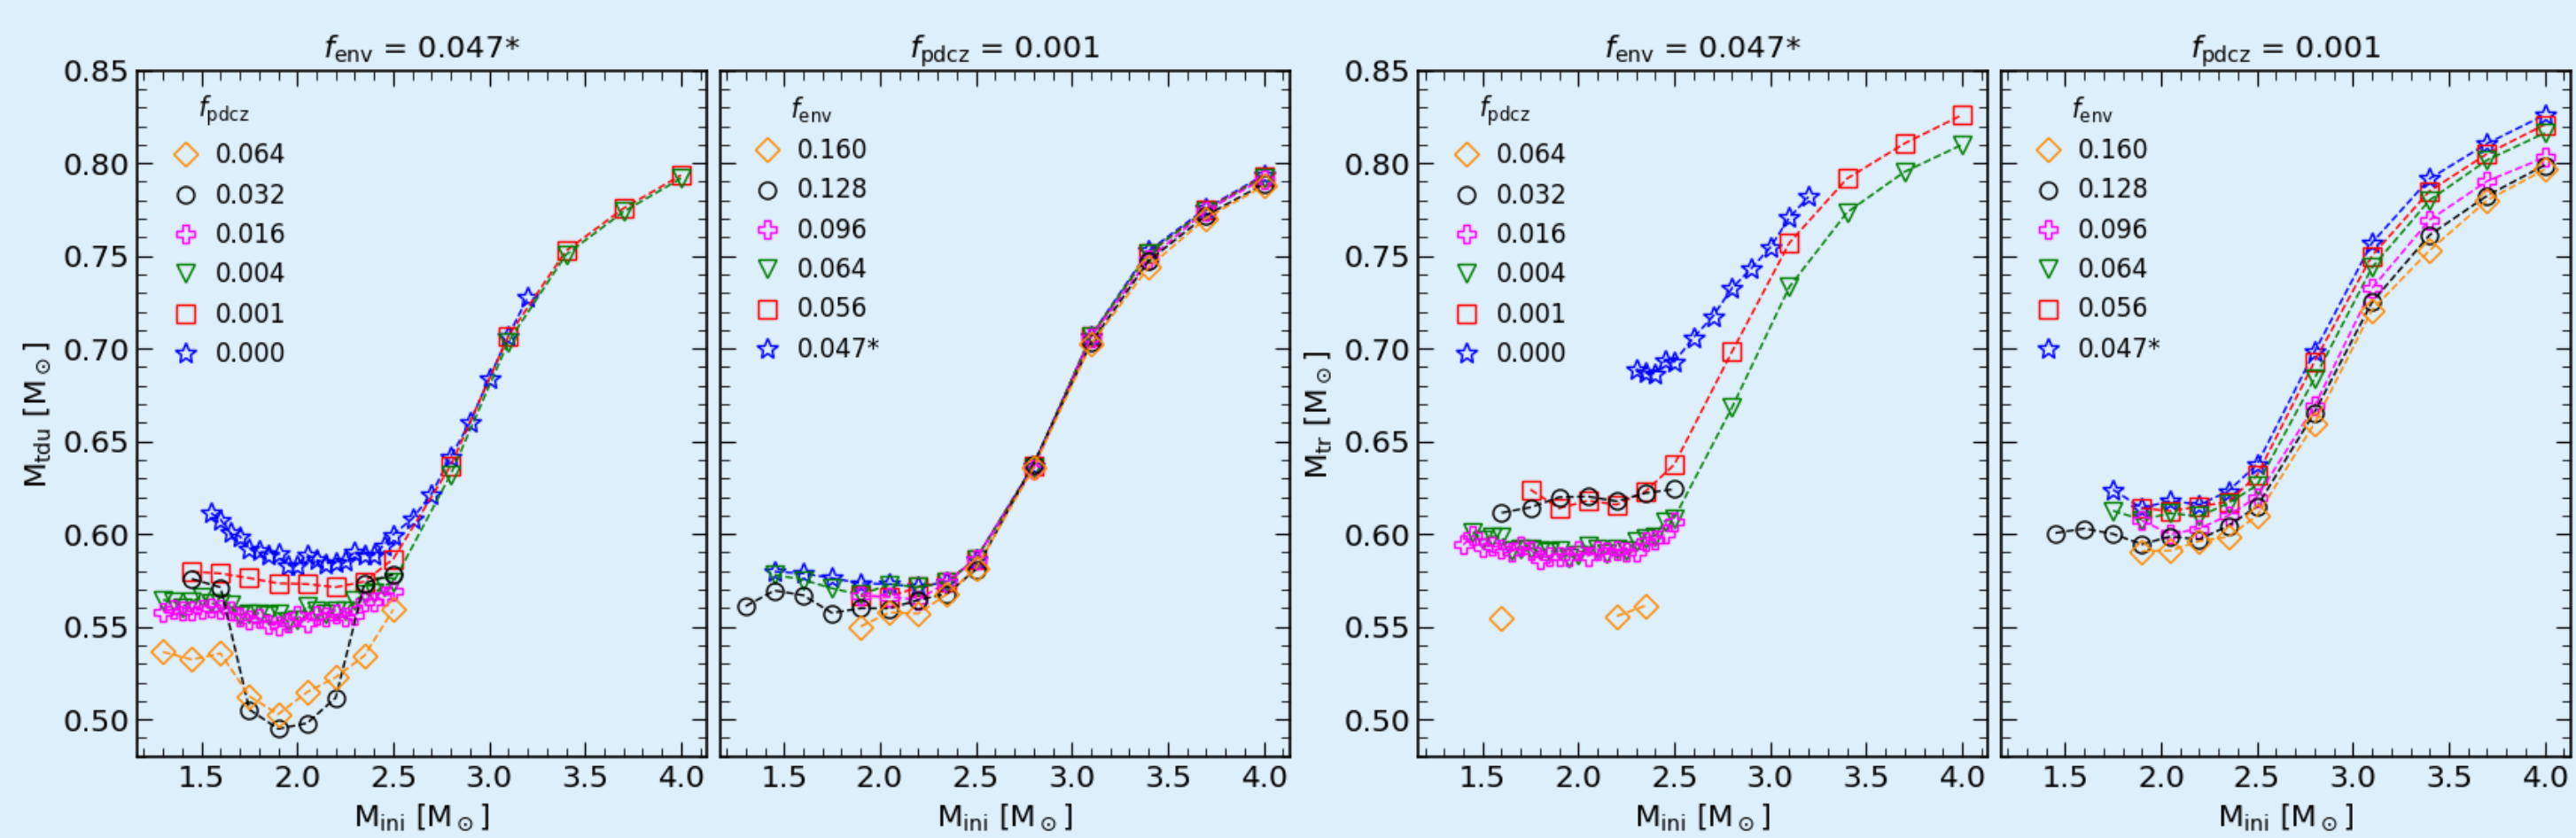 f_env = 0.047*
f_pdcz = 0.001
f_env = 0.047*
f_pdcz = 0.001
M_tdu [M_⊙]
0.85
0.80
0.75
0.70
0.65
0.60
0.55
0.50
f_pdcz
0.064
0.032
0.016
0.004
0.001
0.000
1.5 2.0 2.5 3.0 3.5 4.0
M_ini [M_⊙]
f_env
0.160
0.128
0.096
0.064
0.056
0.047*
1.5 2.0 2.5 3.0 3.5 4.0
M_ini [M_⊙]
M_tr [M_⊙]
0.85
0.80
0.75
0.70
0.65
0.60
0.55
0.50
f_pdcz
0.064
0.032
0.016
0.004
0.001
0.000
1.5 2.0 2.5 3.0 3.5 4.0
M_ini [M_⊙]
f_env
0.160
0.128
0.096
0.064
0.056
0.047*
1.5 2.0 2.5 3.0 3.5 4.0
M_ini [M_⊙]